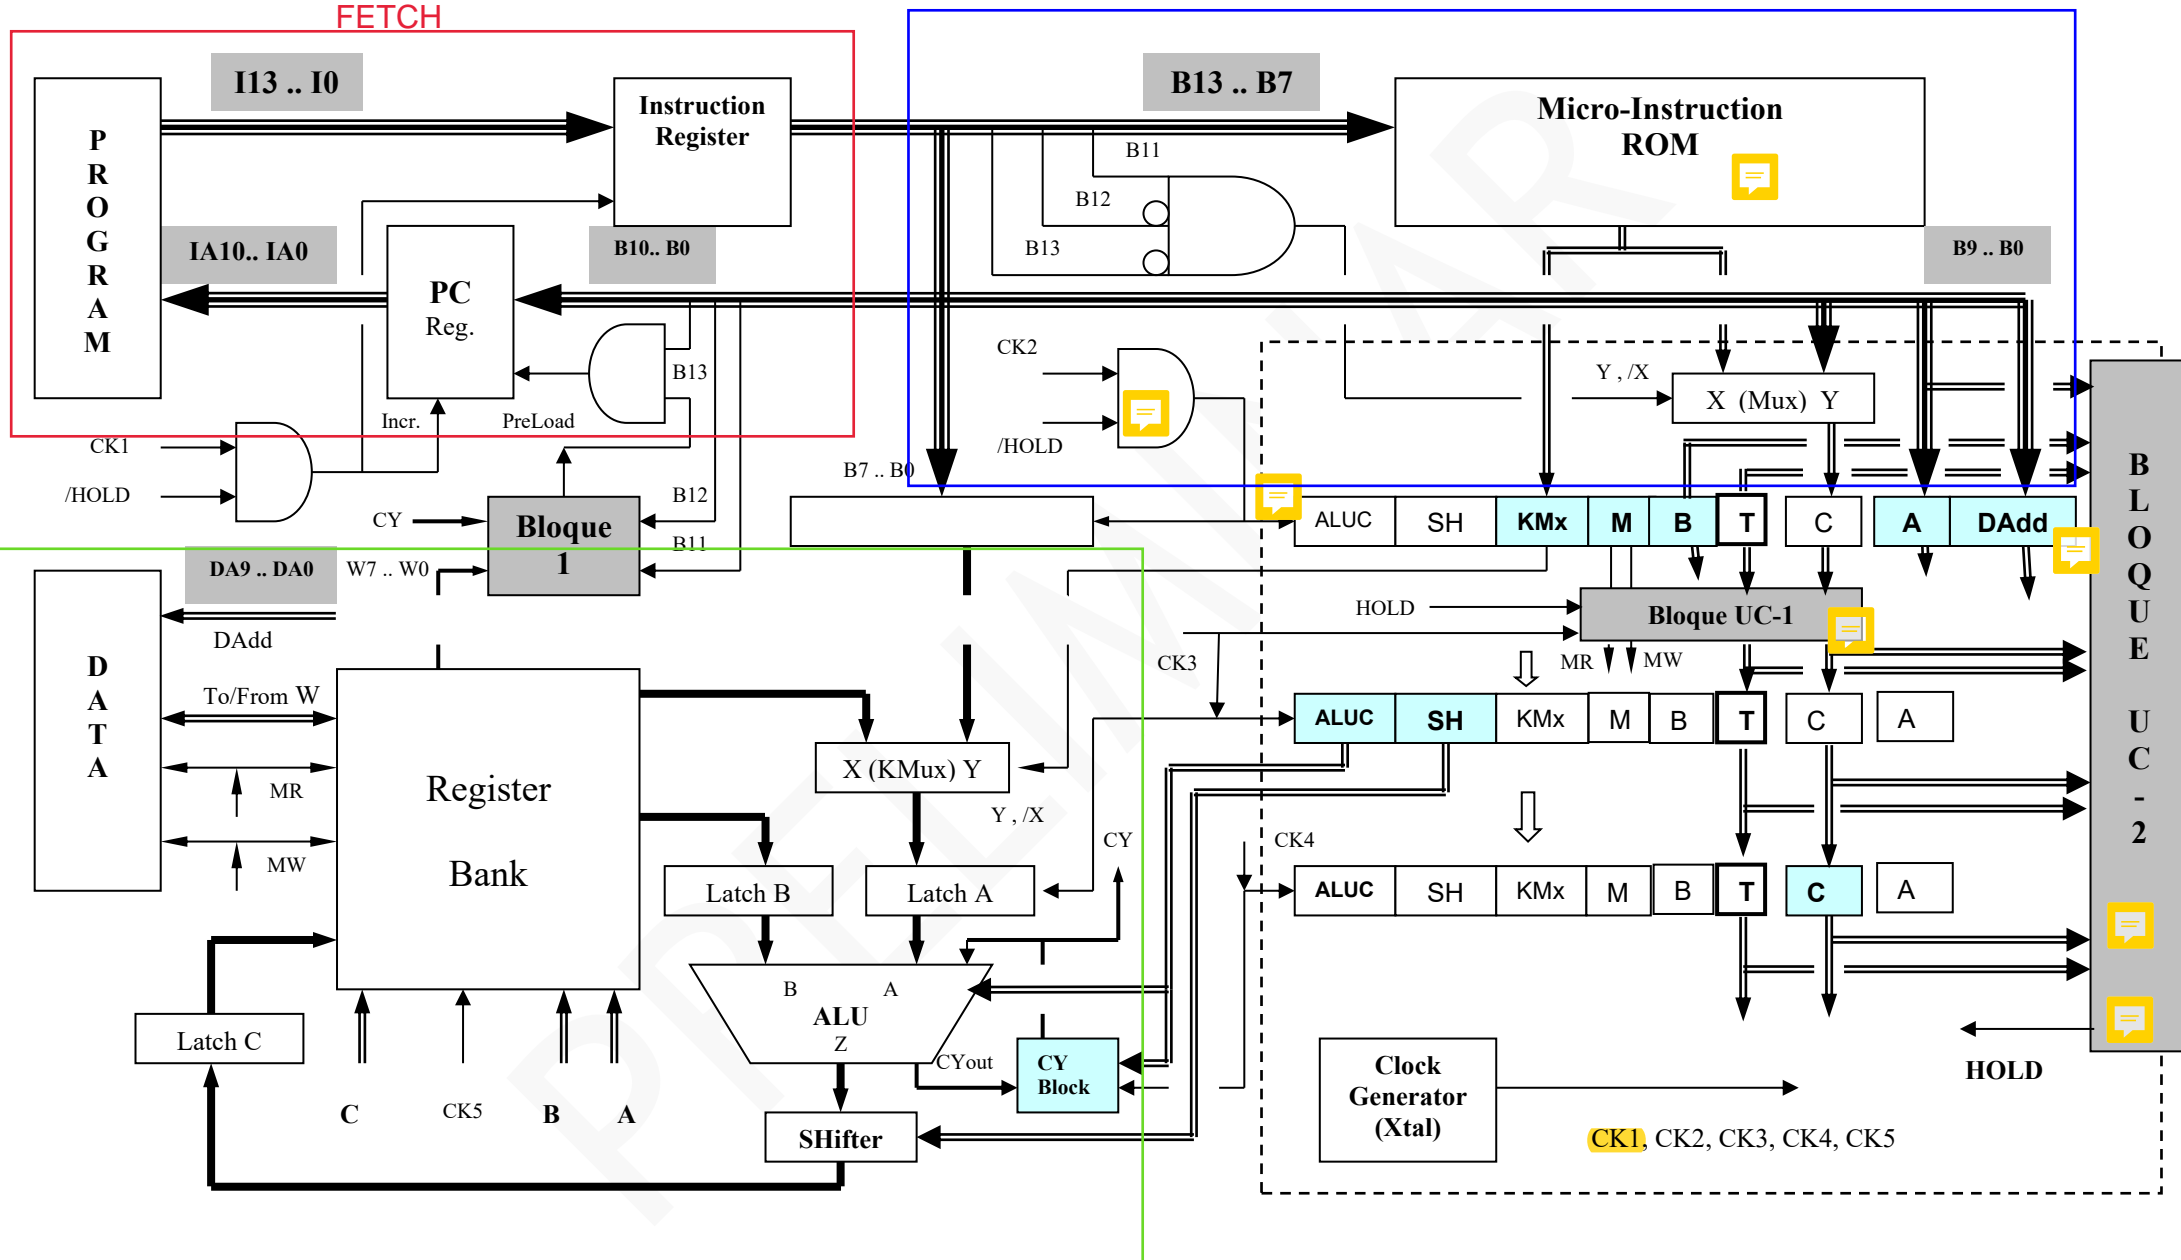 FETCH
I13 .. I0
B13 .. B7
Instruction
Register
Micro-Instruction
ROM
P
R
O
G
R
A
M
B11
B12
B13
IA10.. IA0
B10.. B0
B9 .. B0
PC
Reg.
CK2
B13
Y , /X
X (Mux) Y
Incr.
PreLoad
CK1
/HOLD
/HOLD
B7 .. B0
B
L
O
Q
U
E
U
C
-
2
B12
CY
Bloque
1
B11
ALUC
SH
KMx
M
B
T
C
A
DAdd
DA9 .. DA0
W7 .. W0
HOLD
Bloque UC-1
DAdd
CK3
MR
MW
D
A
T
A
To/From W
ALUC
SH
KMx
M
B
T
C
A
MR
Register
Bank
X (KMux) Y
Y , /X
CY
CK4
MW
Latch B
Latch A
ALUC
SH
KMx
M
B
T
C
A
B
A
ALU
Z
Latch C
CYout
CY
Block
Clock
Generator
(Xtal)
HOLD
C
CK5
B
A
SHifter
CK1, CK2, CK3, CK4, CK5
PRELIMINAR